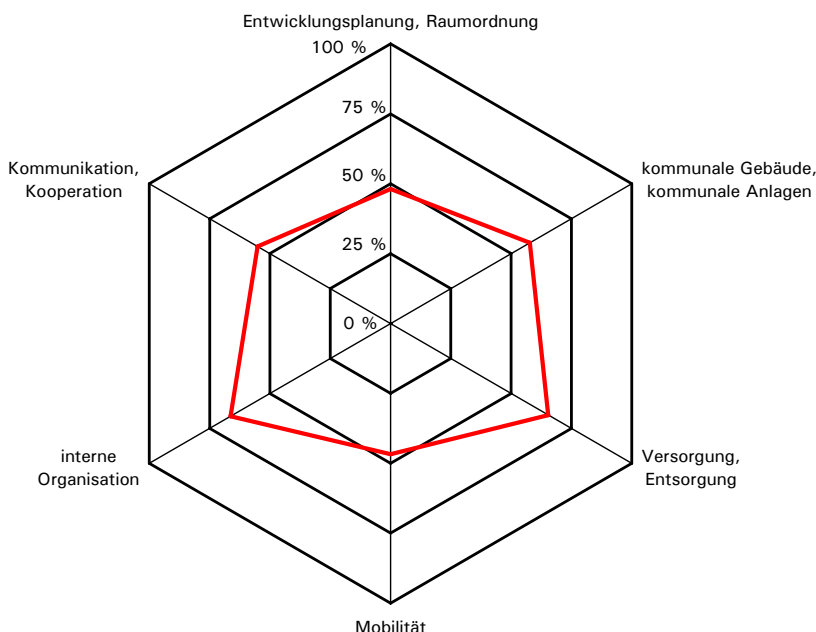 Entwicklungsplanung, Raumordnung
100 %
75 %
50 %
25 %
0 %
Kommunikation,
Kooperation
kommunale Gebäude,
kommunale Anlagen
interne
Organisation
Versorgung,
Entsorgung
Mobilität